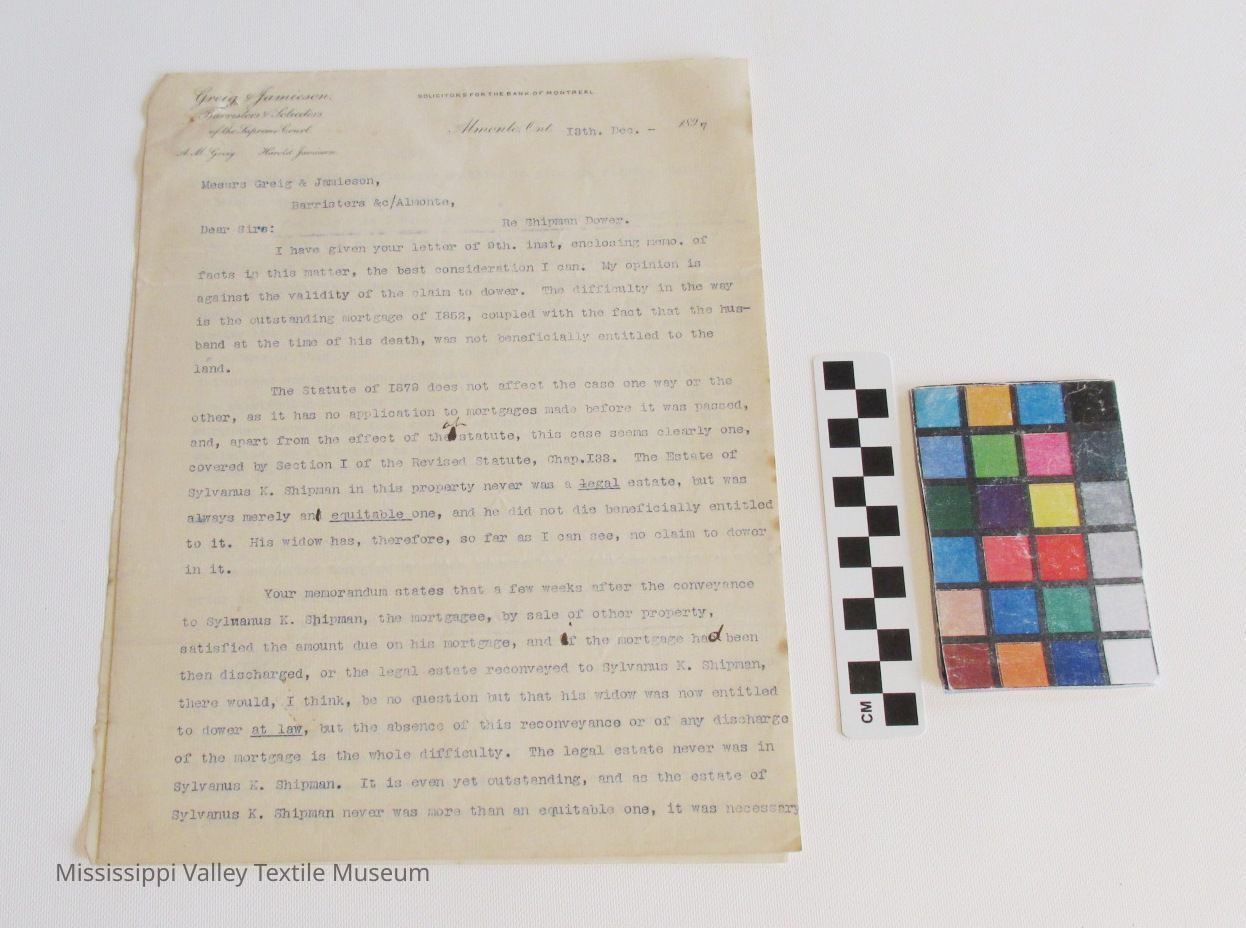 Greig & Jamieson,
Barristers & Solicitors
of the Supreme Court
A. M. Greig. Harold Jamieson
SOLICITORS FOR THE BANK OF MONTREAL
Almonte, Ont. 13th. Dec. - 1897
Messrs Greig & Jamieson,
Barristers &c/Almonte,
Dear Sirs: Re Shipman Dower.
I have given your letter of 9th. inst, enclosing memo. of
facts in this matter, the best consideration I can. My opinion is
against the validity of the claim to dower. The difficulty in the way
is the outstanding mortgage of I852, coupled with the fact that the hus-
band at the time of his death, was not beneficially entitled to the
land.
The Statute of I879 does not affect the case one way or the
other, as it has no application to mortgages made before it was passed,
and, apart from the effect of the statute, this case seems clearly one,
covered by Section I of the Revised Statute, Chap.I33. The Estate of
Sylvanus K. Shipman in this property never was a legal estate, but was
always merely an equitable one, and he did not die beneficially entitled
to it. His widow has, therefore, so far as I can see, no claim to dower
in it.
Your memorandum states that a few weeks after the conveyance
to Sylvanus K. Shipman, the mortgagee, by sale of other property,
satisfied the amount due on his mortgage, and if the mortgage had been
then discharged, or the legal estate reconveyed to Sylvanus K. Shipman,
there would, I think, be no question but that his widow was now entitled
to dower at law, but the absence of this reconveyance or of any discharge
of the mortgage is the whole difficulty. The legal estate never was in
Sylvanus K. Shipman. It is even yet outstanding, and as the estate of
Sylvanus K. Shipman never was more than an equitable one, it was necessary
CM
Mississippi Valley Textile Museum